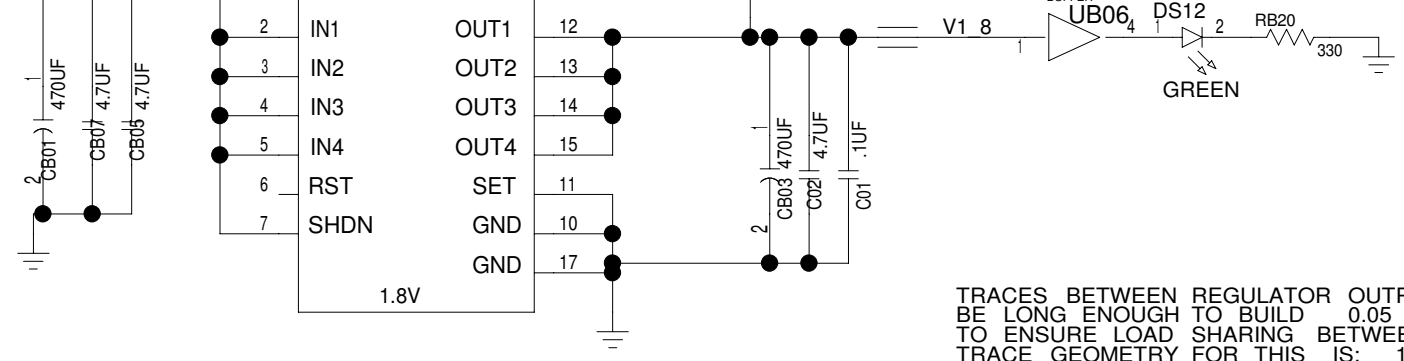 UB06
DS12
2 IN1 OUT1 12
V1_8
1
4
1
2
RB20
330
GREEN
3 IN2 OUT2 13
4 IN3 OUT3 14
5 IN4 OUT4 15
6 RST SET 11
7 SHDN GND 10
GND 17
1.8V
1 470UF
CB01
2
4.7UF
CB07
4.7UF
CB05
1 470UF
CB03
2
4.7UF
C02
.1UF
C01
TRACES BETWEEN REGULATOR
BE LONG ENOUGH TO BUILD 0.05
TO ENSURE LOAD SHARING
TRACE GEOMETRY FOR THIS IS: